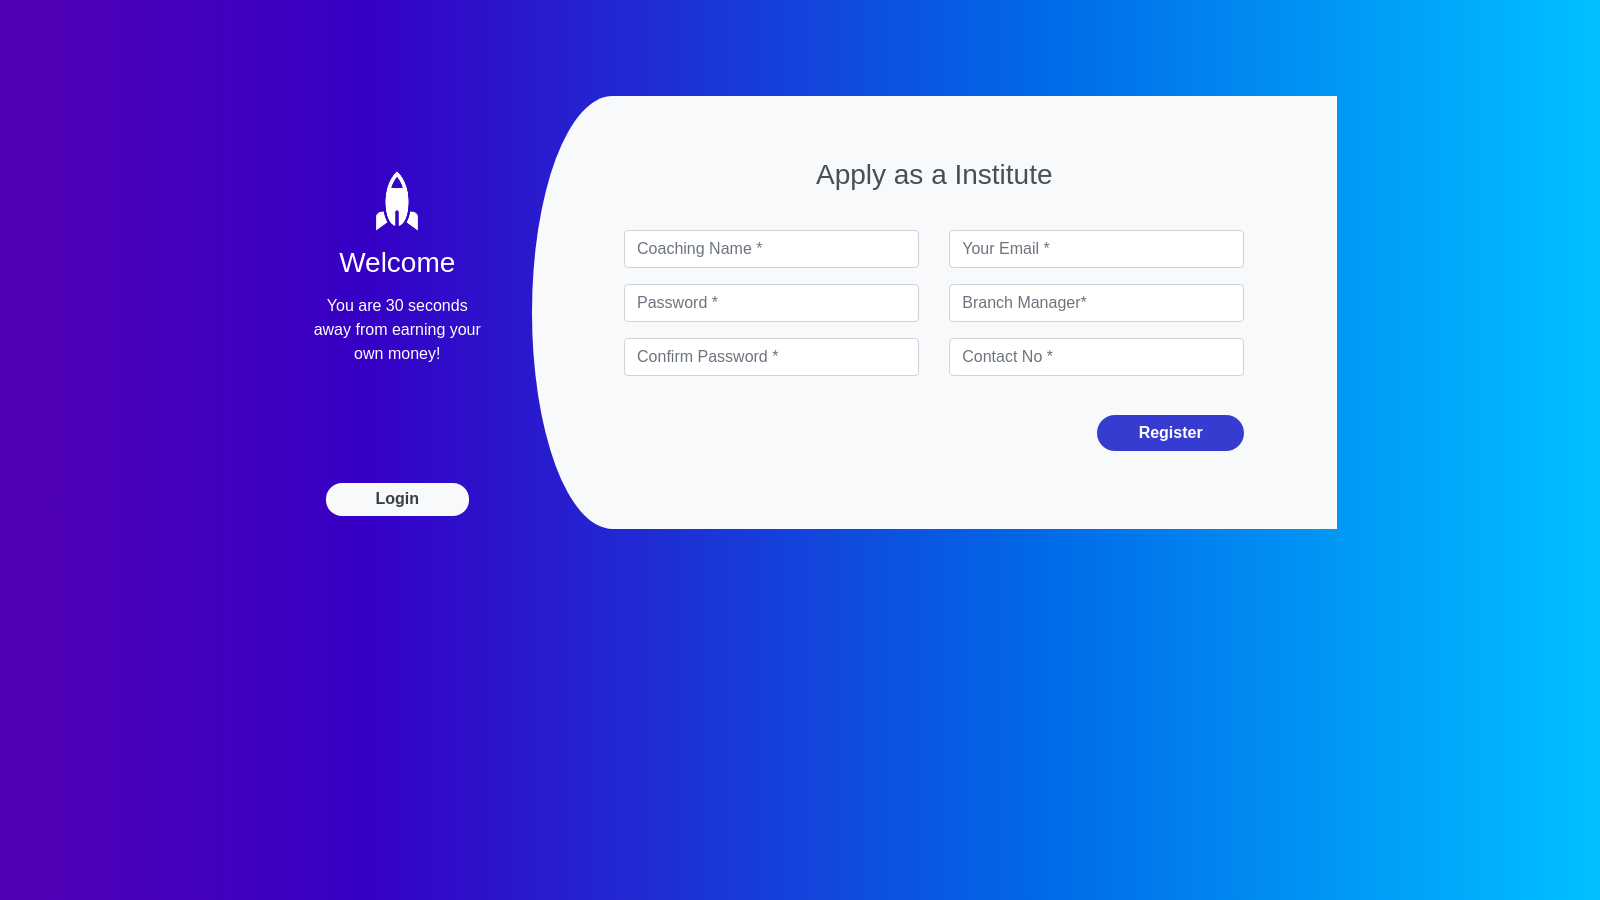 Welcome
You are 30 seconds
away from earning your
own money!
Login
Apply as a Institute
Coaching Name *
Your Email *
Password *
Branch Manager*
Confirm Password *
Contact No *
Register